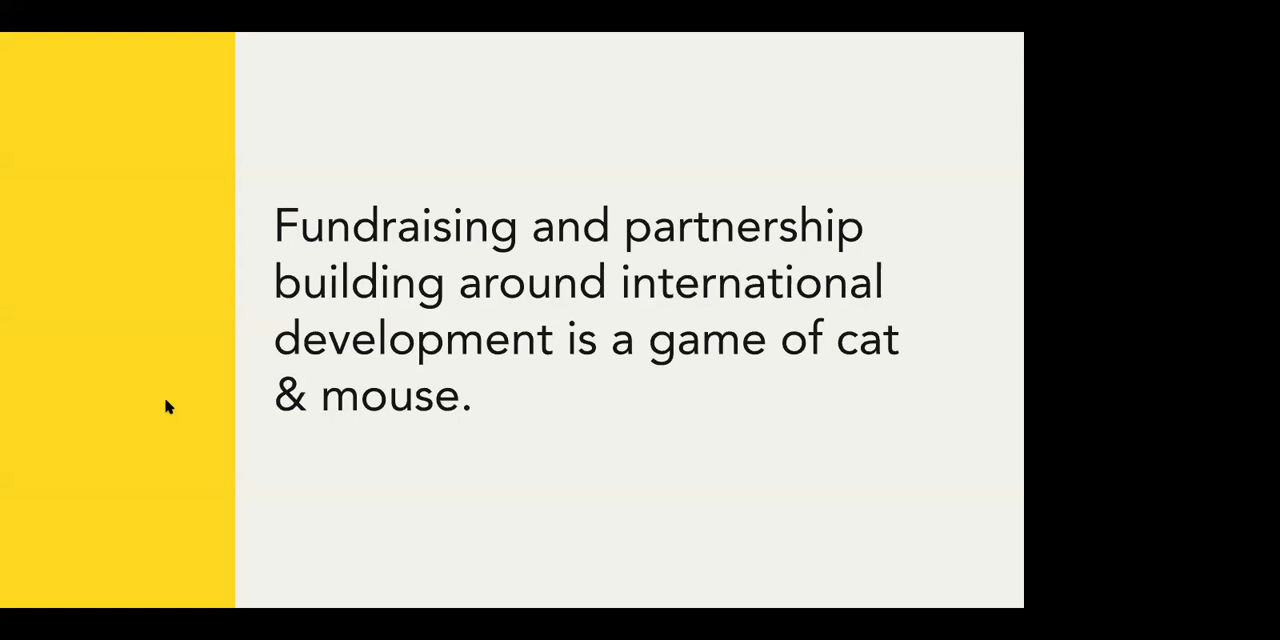 Fundraising and partnership
building around international
development is a game of cat
& mouse.